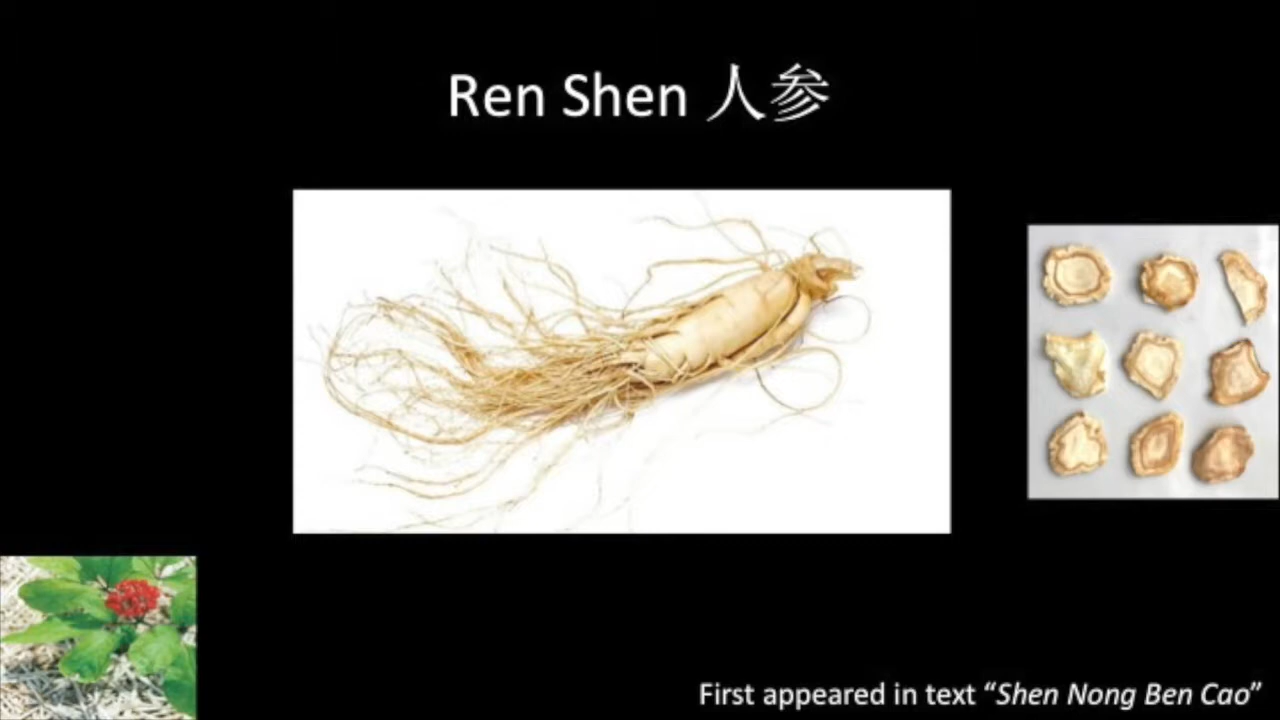 Ren Shen 人参
First appeared in text “Shen Nong Ben Cao”